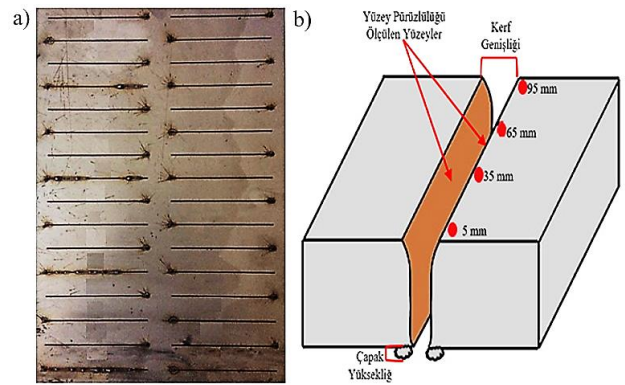 a)
b)
Yüzey Pürüzlülüğü
Ölçülen Yüzeyler
Kerf
Genişliği
95 mm
65 mm
35 mm
5 mm
Çapak
Yüksekliğ